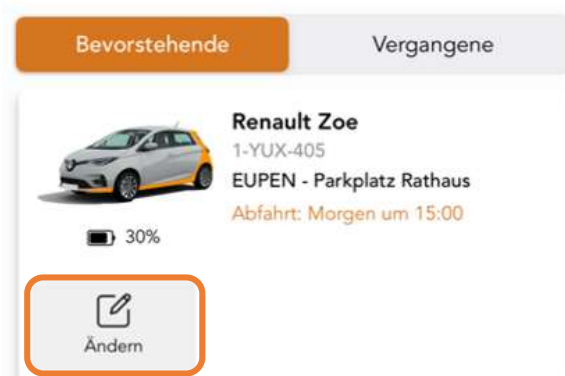 Bevorstehende
Vergangene
Renault Zoe
1-YUX-405
EUPEN - Parkplatz Rathaus
Abfahrt: Morgen um 15:00
30%
Ändern